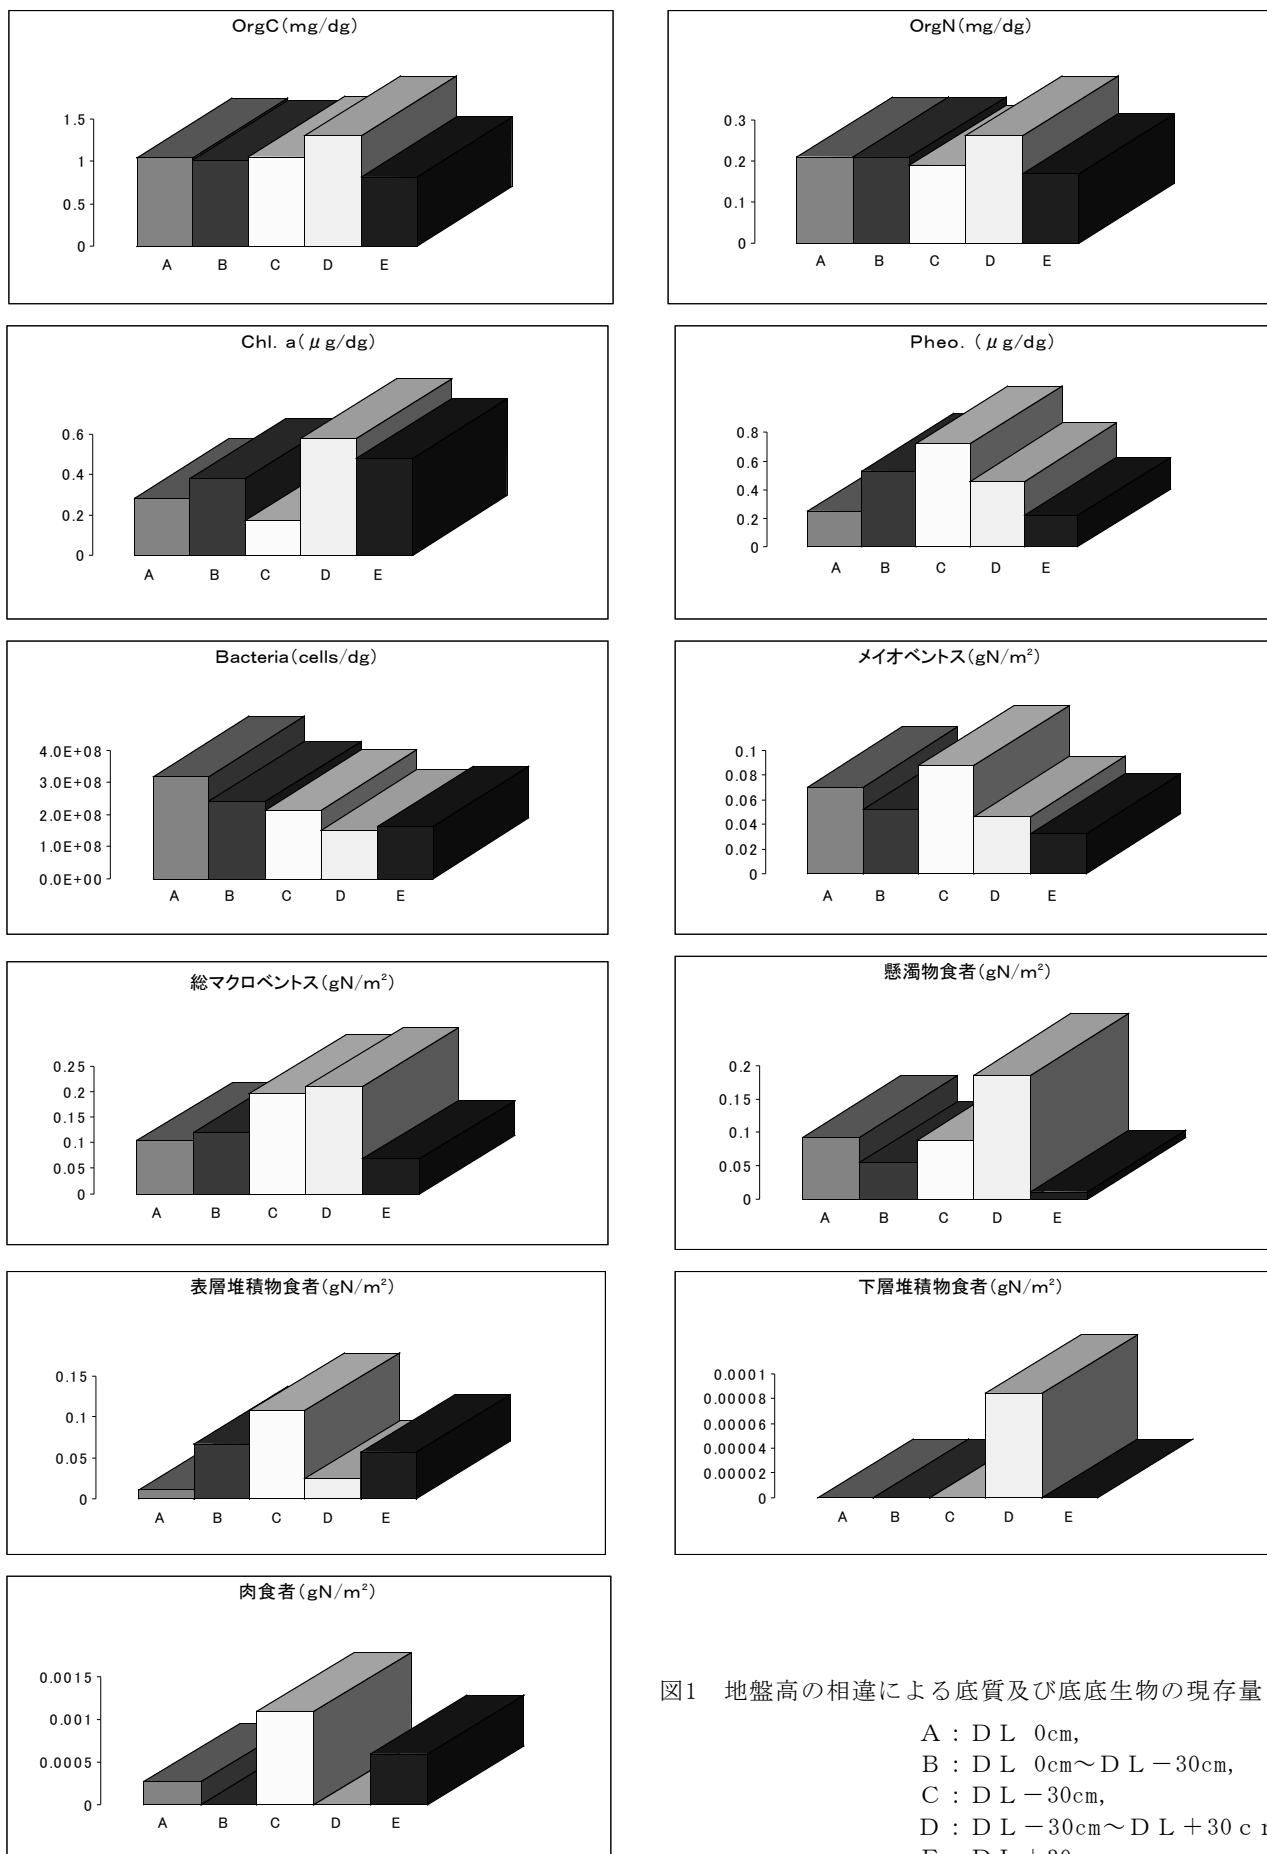 OrgC(mg/dg)
1.5
1
0.5
0
A B C D E
OrgN(mg/dg)
0.3
0.2
0.1
0
A B C D E
Chl. a(μg/dg)
0.6
0.4
0.2
0
A B C D E
Pheo. (μg/dg)
0.8
0.6
0.4
0.2
0
A B C D E
Bacteria(cells/dg)
4.0E+08
3.0E+08
2.0E+08
1.0E+08
0.0E+00
A B C D E
メイオベントス(gN/m²)
0.1
0.08
0.06
0.04
0.02
0
A B C D E
総マクロベントス(gN/m²)
0.25
0.2
0.15
0.1
0.05
0
A B C D E
懸濁物食者(gN/m²)
0.2
0.15
0.1
0.05
0
A B C D E
表層堆積物食者(gN/m²)
0.15
0.1
0.05
0
A B C D E
下層堆積物食者(gN/m²)
0.0001
0.00008
0.00006
0.00004
0.00002
0
A B C D E
肉食者(gN/m²)
0.0015
0.001
0.0005
0
A B C D E
図1 地盤高の相違による底質及び底底生物の現存量
A：DL 0cm,
B：DL 0cm～DL－30cm,
C：DL－30cm,
D：DL－30cm～DL＋30c